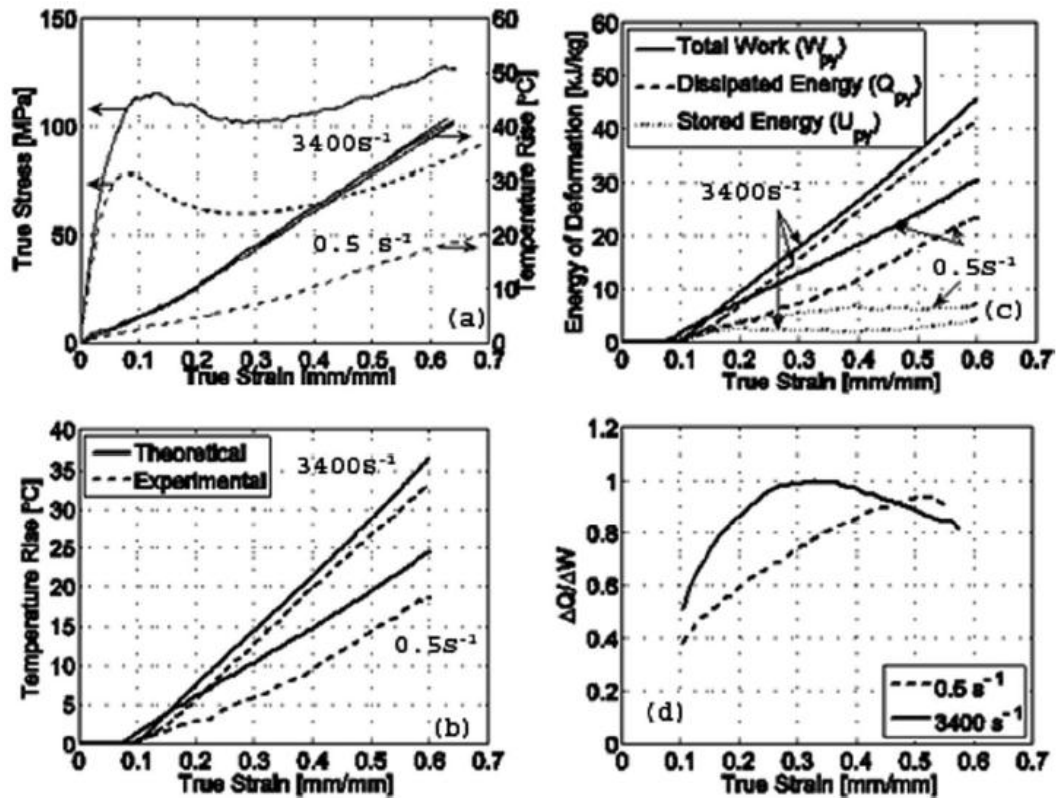 150
100
50
0
True Stress [MPa]
60
50
40
30
20
10
0
Temperature Rise [ºC]
3400s⁻¹
0.5 s⁻¹
(a)
0 0.1 0.2 0.3 0.4 0.5 0.6 0.7
True Strain [mm/mm]
60
50
40
30
20
10
0
Energy of Deformation [kJ/kg]
Total Work (Wpy)
Dissipated Energy (Qpy)
Stored Energy (Upy)
3400s⁻¹
0.5s⁻¹
(c)
0 0.1 0.2 0.3 0.4 0.5 0.6 0.7
True Strain [mm/mm]
40
35
30
25
20
15
10
5
0
Temperature Rise [ºC]
Theoretical
Experimental
3400s⁻¹
0.5s⁻¹
(b)
0 0.1 0.2 0.3 0.4 0.5 0.6 0.7
True Strain [mm/mm]
1.2
1
0.8
0.6
0.4
0.2
0
ΔQ/ΔW
(d)
0.5 s⁻¹
3400 s⁻¹
0 0.1 0.2 0.3 0.4 0.5 0.6 0.7
True Strain [mm/mm]